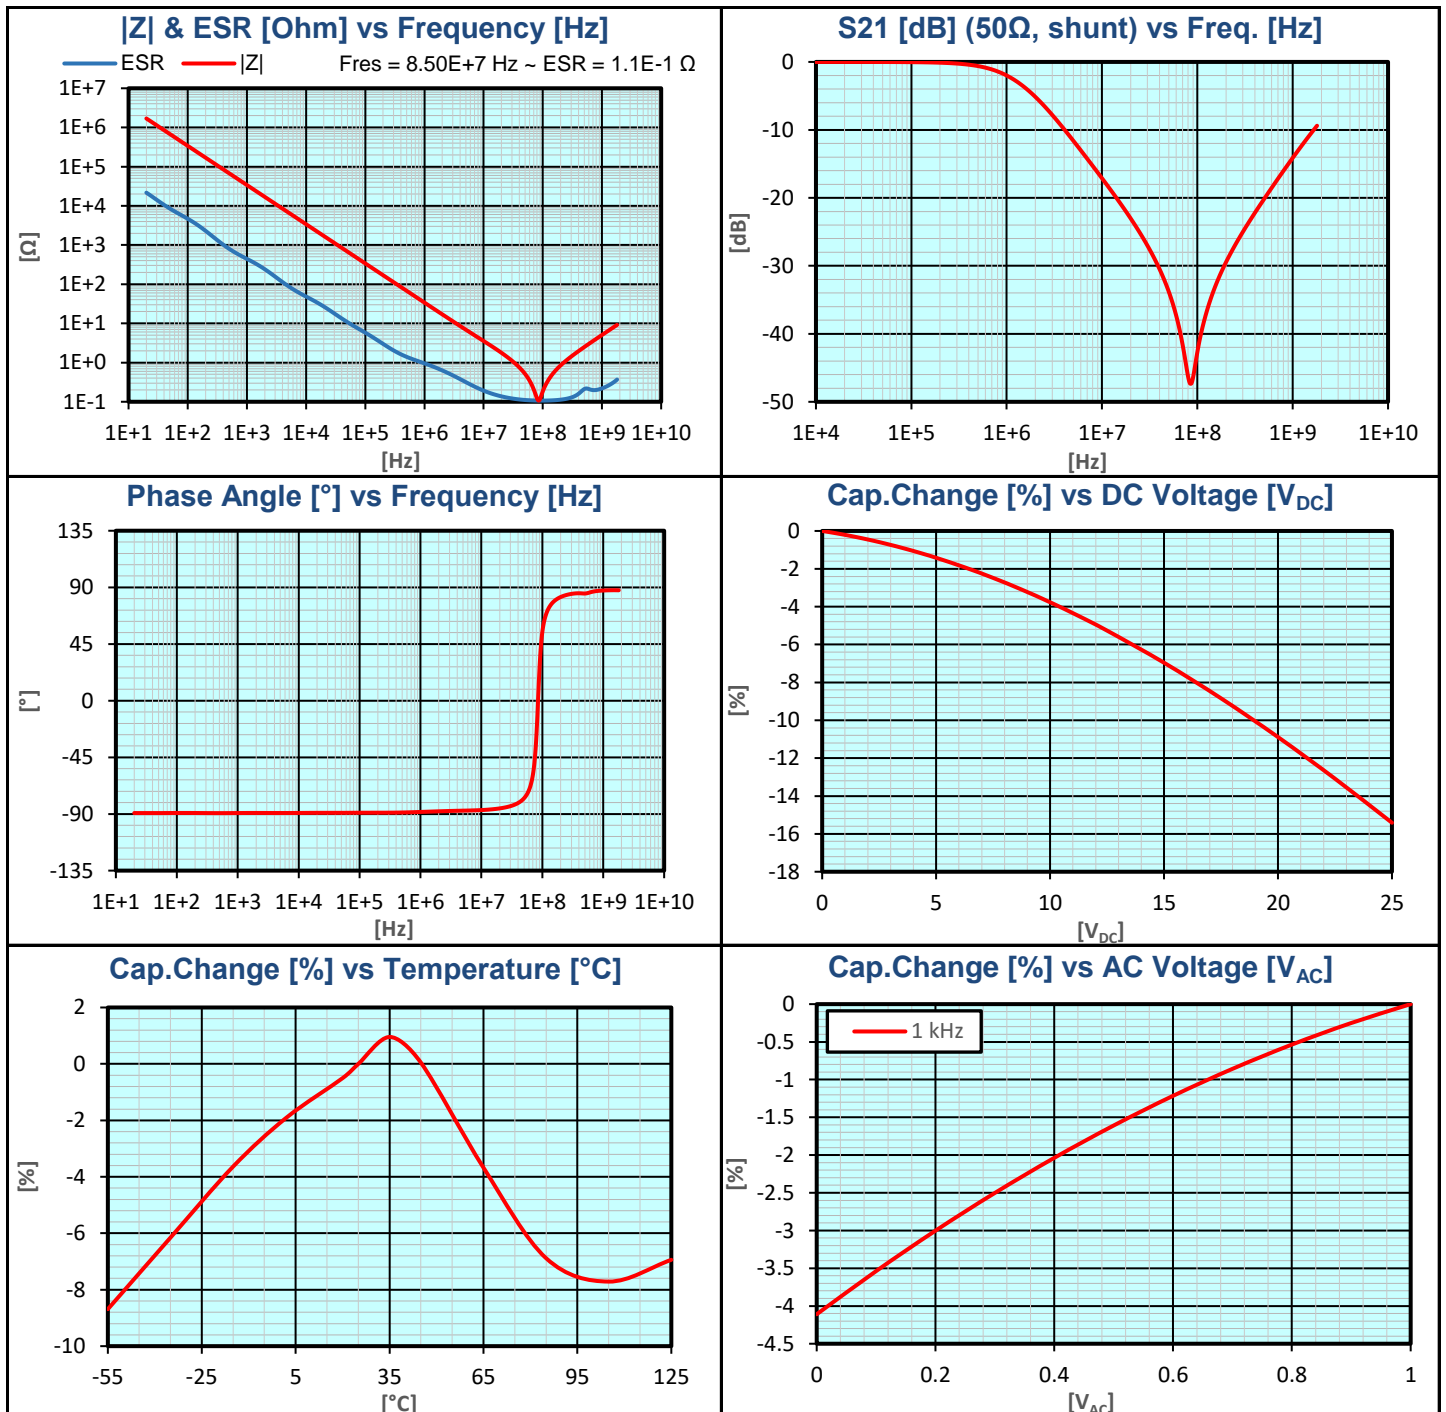 |Z| & ESR [Ohm] vs Frequency [Hz]
ESR |Z| Fres = 8.50E+7 Hz ~ ESR = 1.1E-1 Ω
1E+7
1E+6
1E+5
1E+4
1E+3
1E+2
1E+1
1E+0
1E-1
[Ω]
1E+1 1E+2 1E+3 1E+4 1E+5 1E+6 1E+7 1E+8 1E+9 1E+10
[Hz]
S21 [dB] (50Ω, shunt) vs Freq. [Hz]
0
-10
-20
-30
-40
-50
[dB]
1E+4 1E+5 1E+6 1E+7 1E+8 1E+9 1E+10
[Hz]
Phase Angle [°] vs Frequency [Hz]
135
90
45
0
-45
-90
-135
[°]
1E+1 1E+2 1E+3 1E+4 1E+5 1E+6 1E+7 1E+8 1E+9 1E+10
[Hz]
Cap.Change [%] vs DC Voltage [VDC]
0
-2
-4
-6
-8
-10
-12
-14
-16
-18
[%]
0 5 10 15 20 25
[VDC]
Cap.Change [%] vs Temperature [°C]
2
0
-2
-4
-6
-8
-10
[%]
-55 -25 5 35 65 95 125
[°C]
Cap.Change [%] vs AC Voltage [VAC]
1 kHz
0
-0.5
-1
-1.5
-2
-2.5
-3
-3.5
-4
-4.5
[%]
0 0.2 0.4 0.6 0.8 1
[VAC]